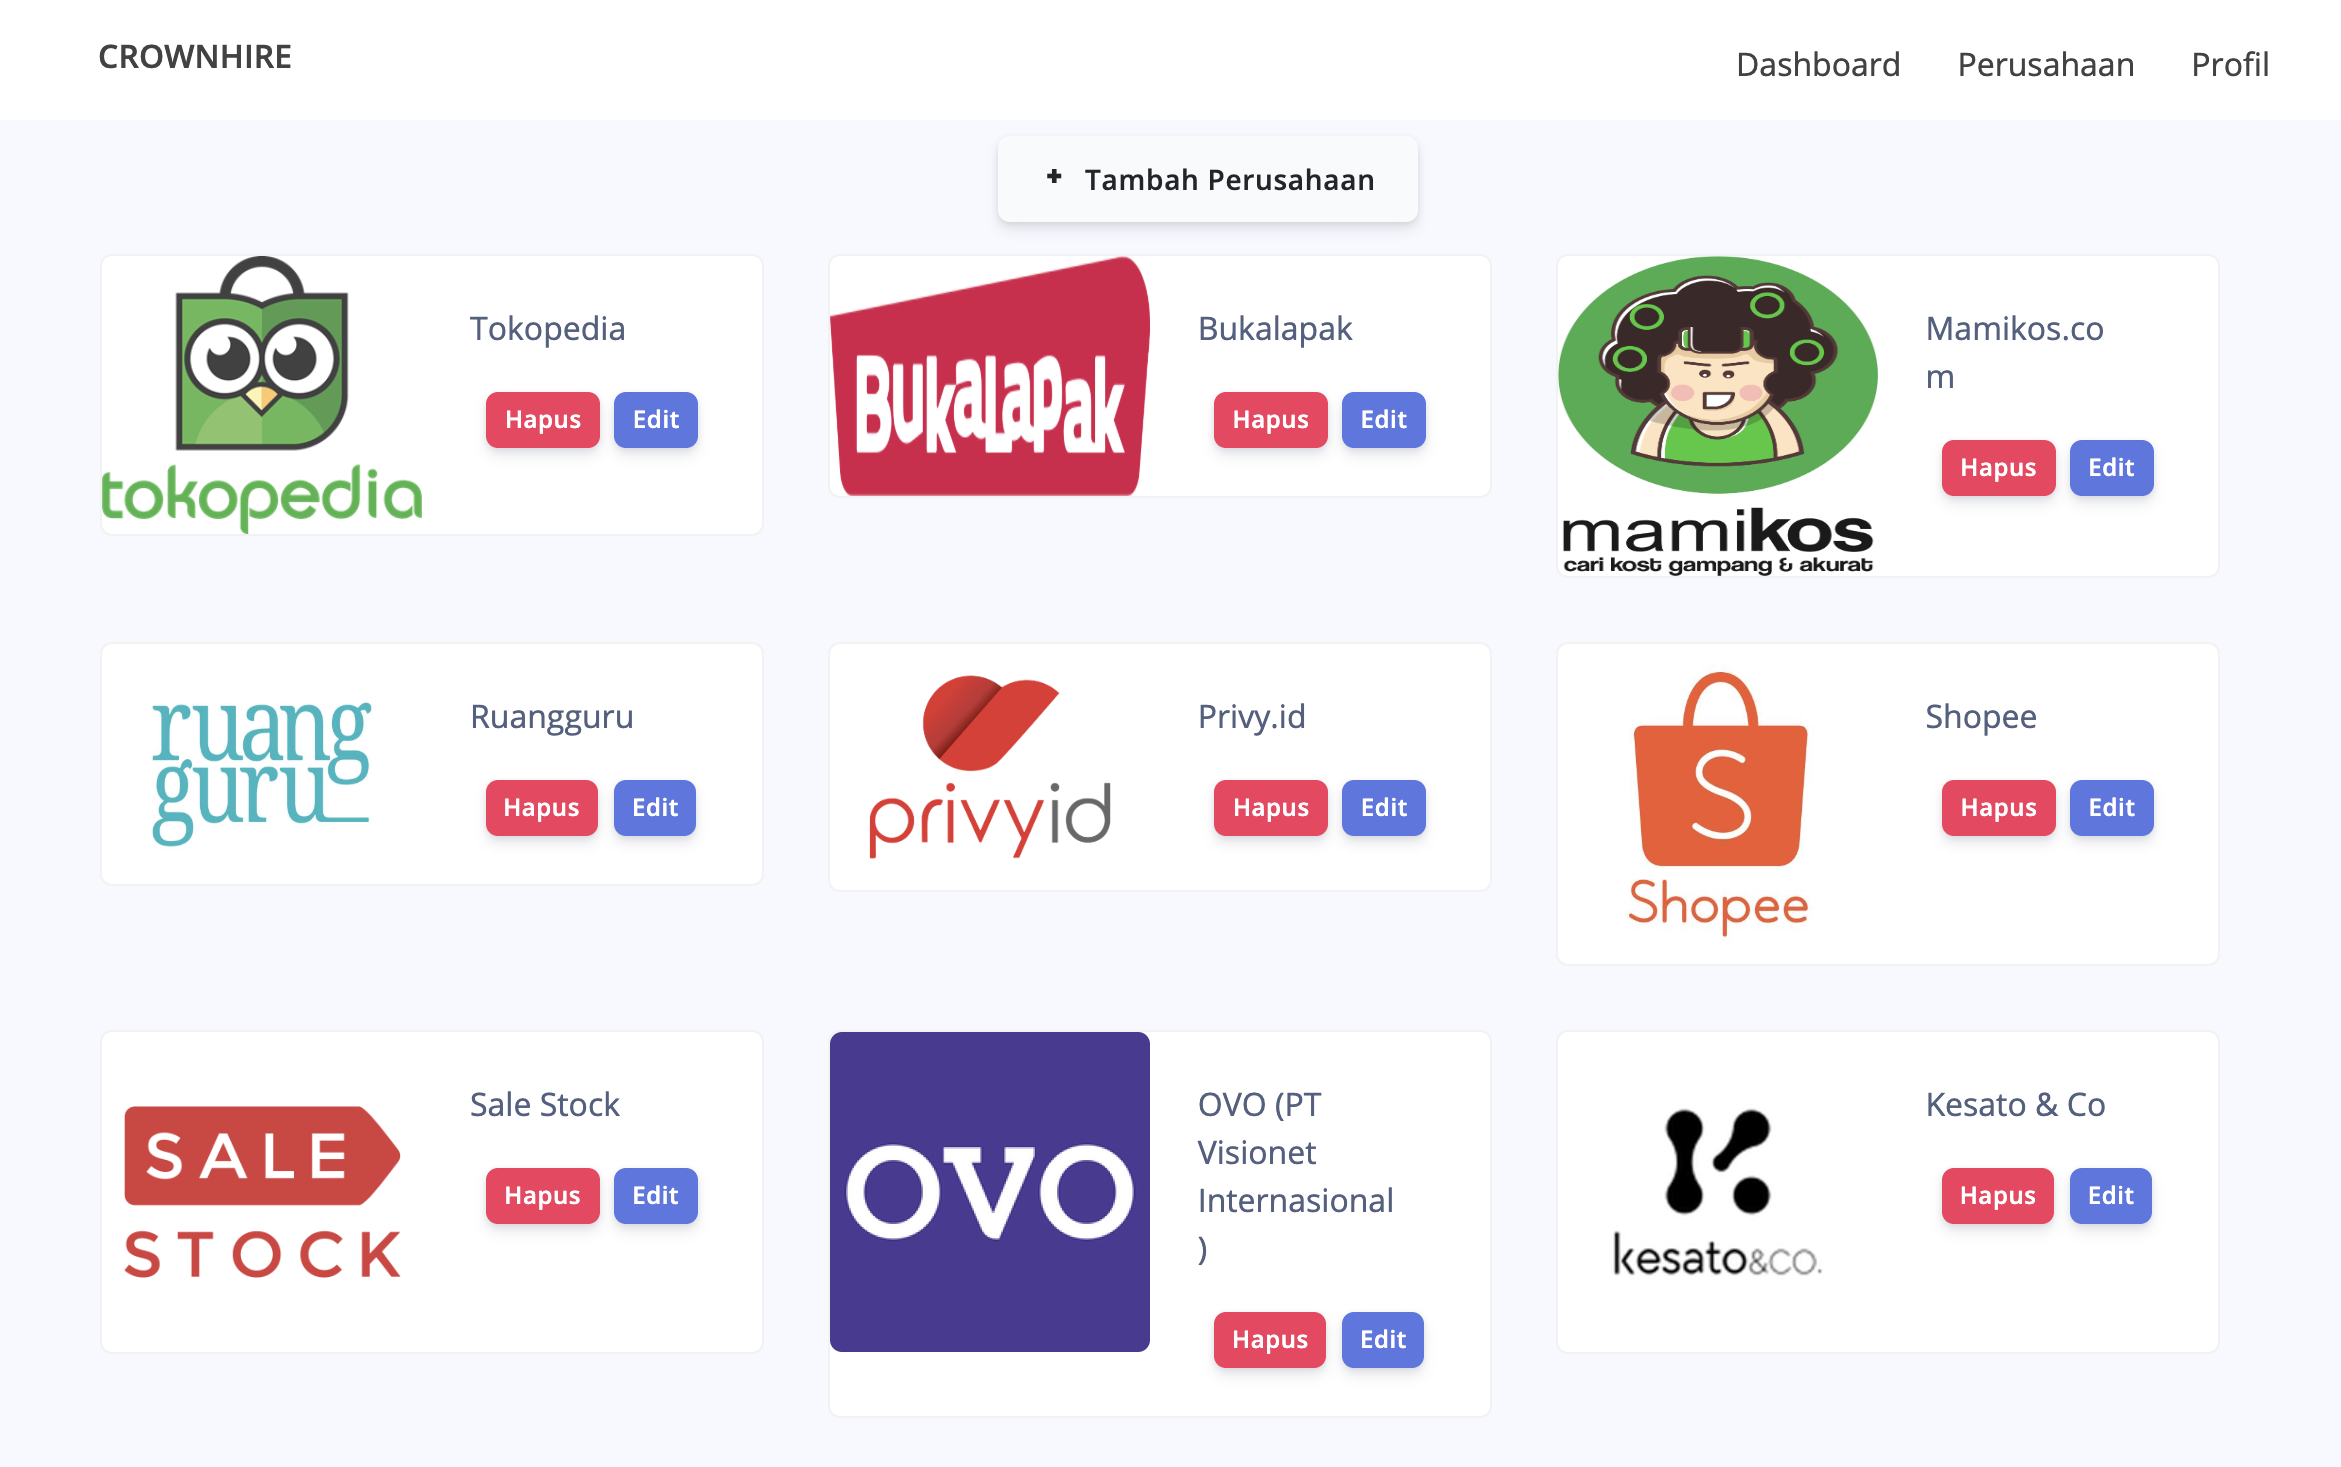 CROWNHIRE
Dashboard Perusahaan Profil
+ Tambah Perusahaan
tokopedia
Tokopedia
Hapus Edit
BUKALAPAK
Bukalapak
Hapus Edit
mamikos
cari kost gampang & akurat
Mamikos.co
m
Hapus Edit
ruang
guru
Ruangguru
Hapus Edit
privyid
Privy.id
Hapus Edit
S
Shopee
Shopee
Hapus Edit
SALE
STOCK
Sale Stock
Hapus Edit
OVO
OVO (PT
Visionet
Internasional
)
Hapus Edit
kesato&co.
Kesato & Co
Hapus Edit